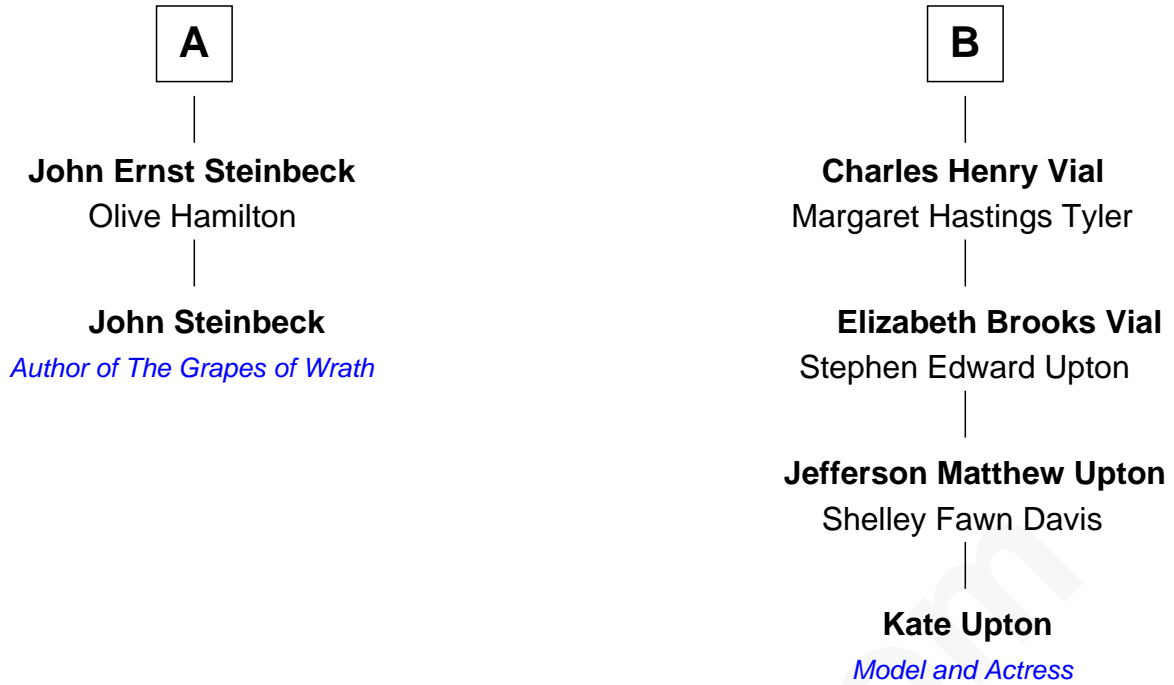 A
John Ernst Steinbeck
Olive Hamilton
John Steinbeck
Author of The Grapes of Wrath
B
Charles Henry Vial
Margaret Hastings Tyler
Elizabeth Brooks Vial
Stephen Edward Upton
Jefferson Matthew Upton
Shelley Fawn Davis
Kate Upton
Model and Actress